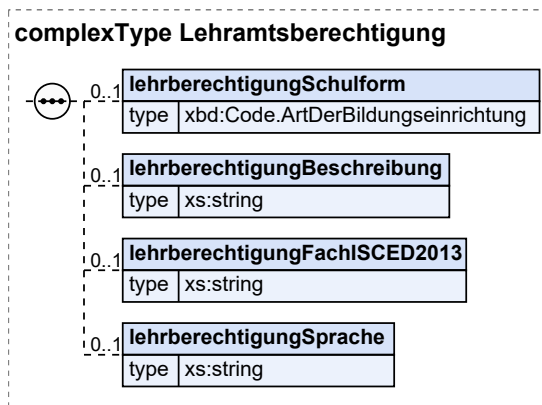 complexType Lehramtsberechtigung
0..1 lehrberechtigungSchulform
type xbd:Code.ArtDerBildungseinrichtung
0..1 lehrberechtigungBeschreibung
type xs:string
0..1 lehrberechtigungFachISCED2013
type xs:string
0..1 lehrberechtigungSprache
type xs:string